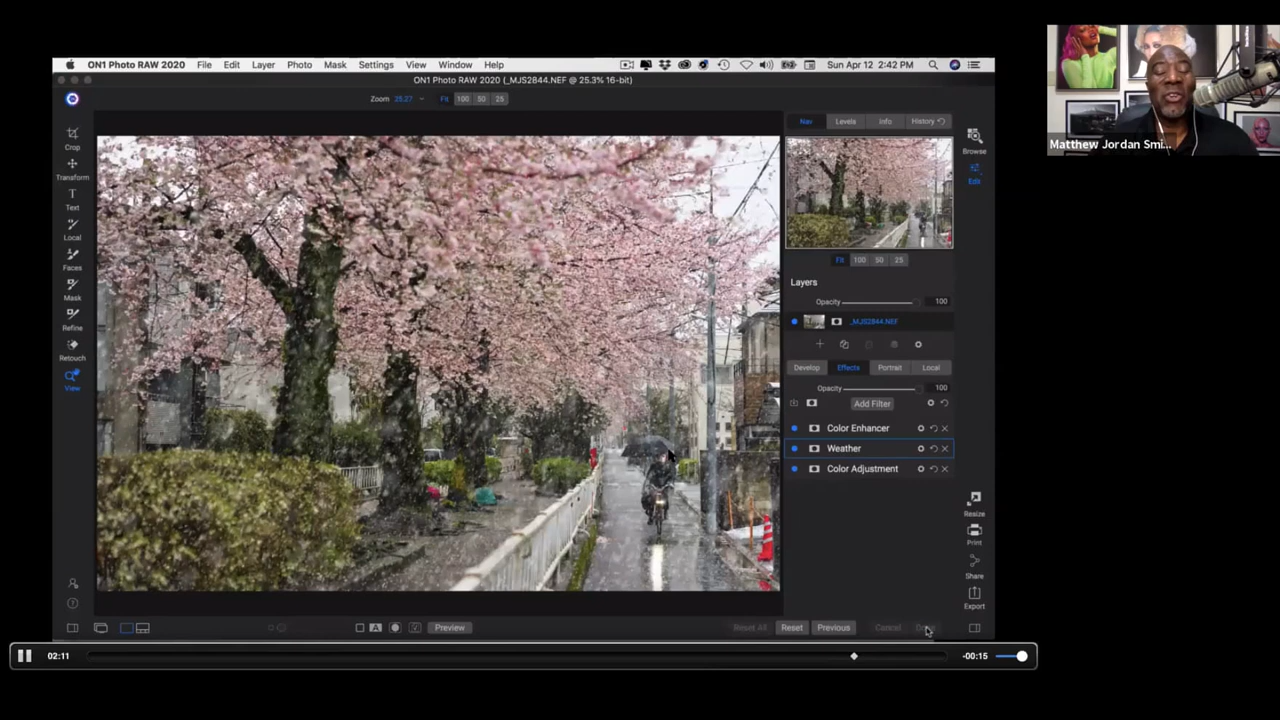 ON1 Photo RAW 2020 File Edit Layer Photo Mask Settings View Window Help Sun Apr 12 2:42 PM
ON1 Photo RAW 2020 (_MJS2844.NEF @ 25.3% 16-bit)
Zoom 25.27 Fit 100 50 25
Crop
Transform
Text
Local
Faces
Mask
Refine
Retouch
View
Nav Levels Info History
Browse
Edit
Fit 100 50 25
Layers
Opacity 100
_MJS2844.NEF
Develop Effects Portrait Local
Opacity 100
Add Filter
Color Enhancer
Weather
Color Adjustment
Resize
Print
Share
Export
A Preview Reset All Reset Previous Cancel Done
02:11 -00:15
Matthew Jordan Smi...